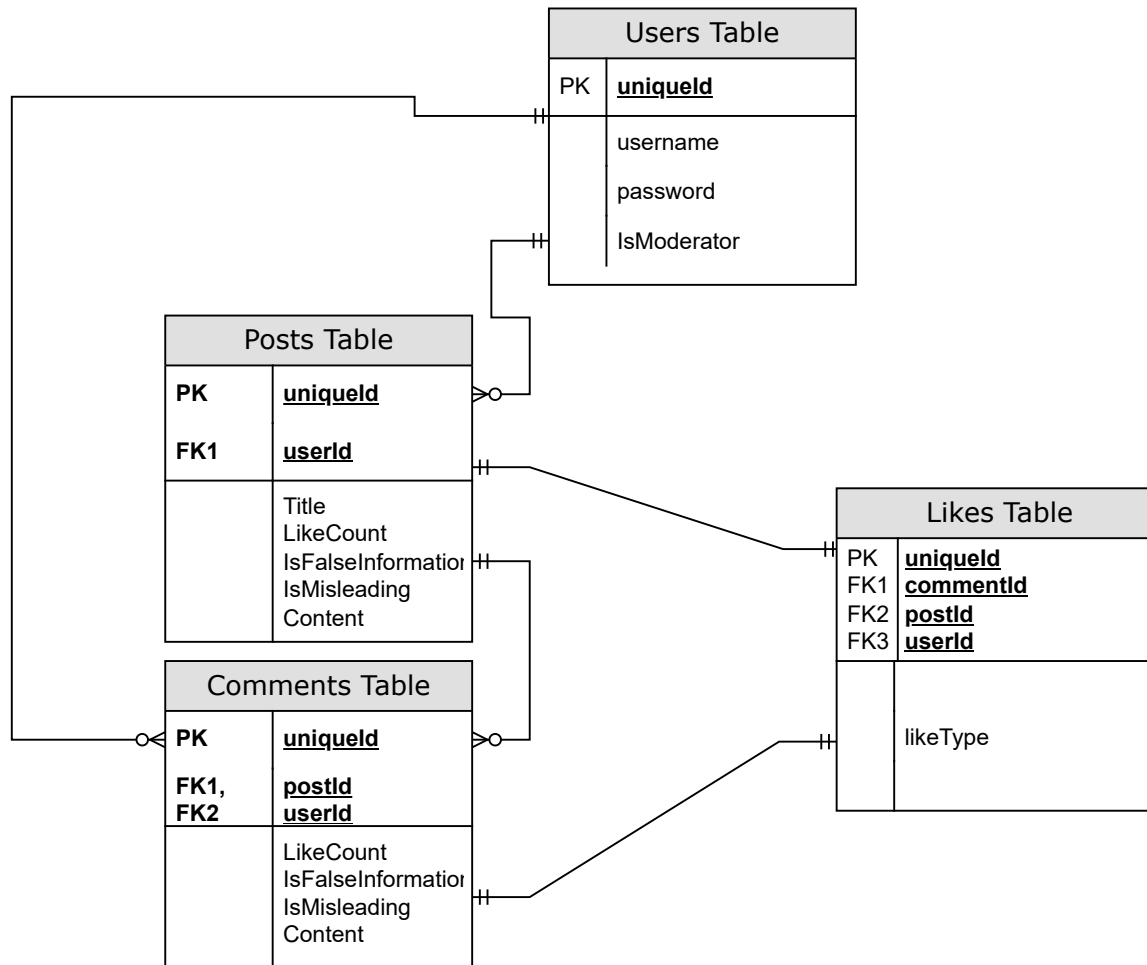 Users Table
PK uniqueId
username
password
IsModerator
Posts Table
PK uniqueId
FK1 userId
Title
LikeCount
IsFalseInformation
IsMisleading
Content
Comments Table
PK uniqueId
FK1, postId
FK2 userId
LikeCount
IsFalseInformation
IsMisleading
Content
Likes Table
PK uniqueId
FK1 commentId
FK2 postId
FK3 userId
likeType